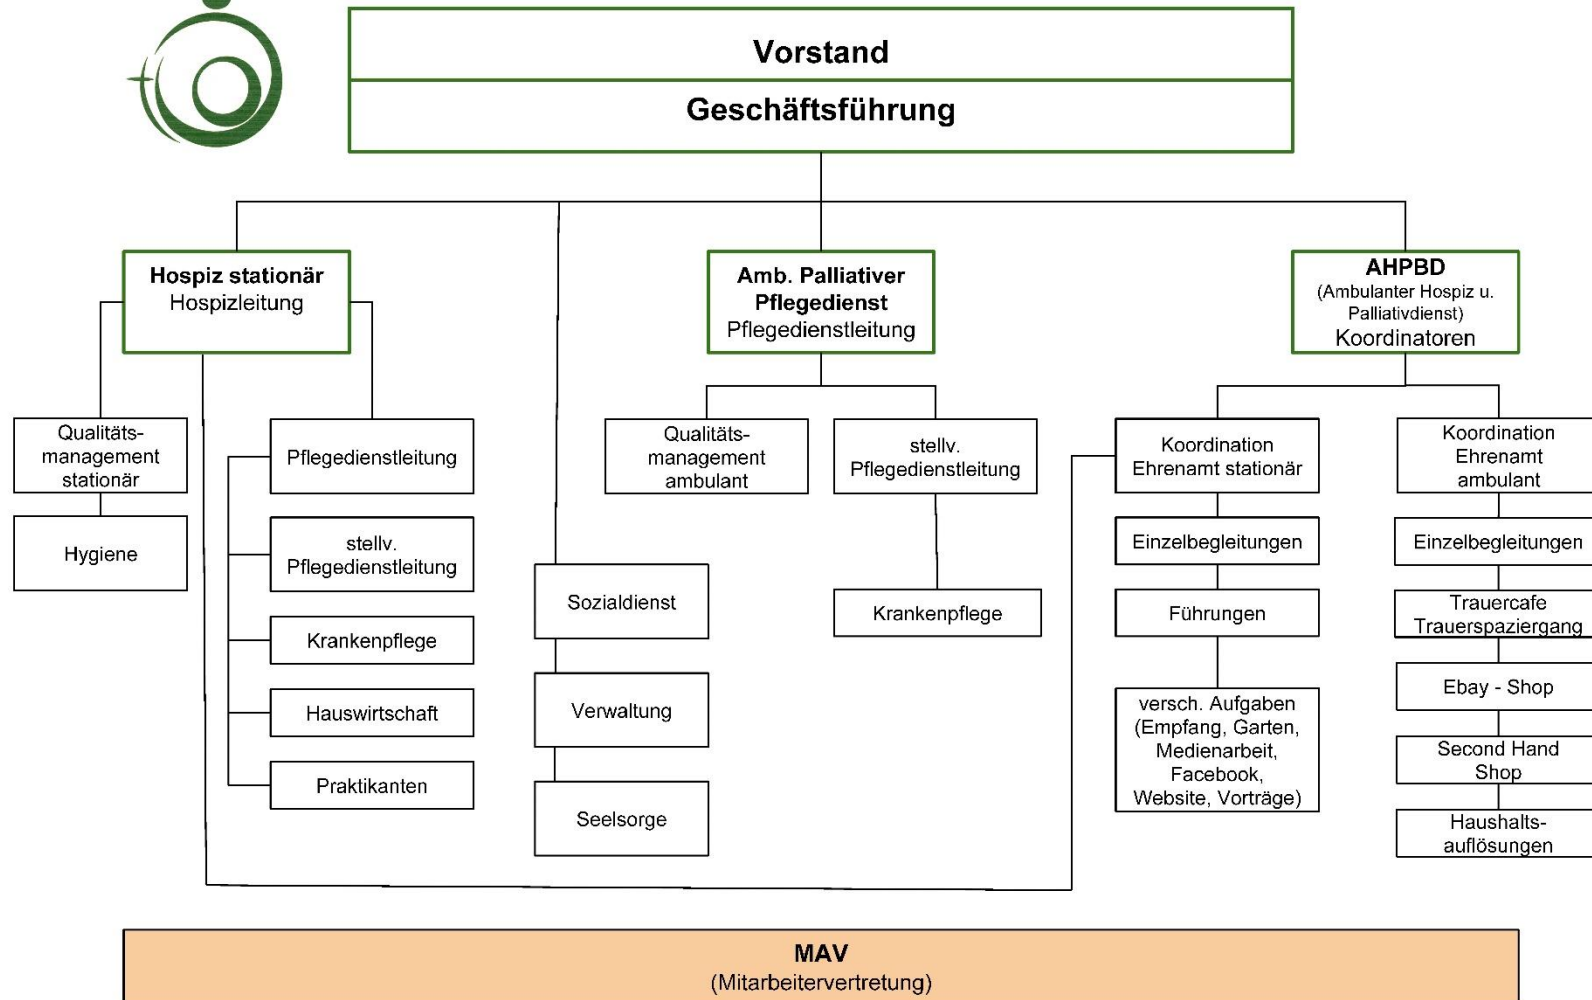 Vorstand
Geschäftsführung
Hospiz stationär
Hospizleitung
Amb. Palliativer
Pflegedienst
Pflegedienstleitung
AHPBD
(Ambulanter Hospiz u.
Palliativdienst)
Koordinatoren
Qualitäts-
management
stationär
Hygiene
Pflegedienstleitung
stellv.
Pflegedienstleitung
Krankenpflege
Hauswirtschaft
Praktikanten
Sozialdienst
Verwaltung
Seelsorge
Qualitäts-
management
ambulant
stellv.
Pflegedienstleitung
Krankenpflege
Koordination
Ehrenamt stationär
Einzelbegleitungen
Führungen
versch. Aufgaben
(Empfang, Garten,
Medienarbeit,
Facebook,
Website, Vorträge)
Koordination
Ehrenamt
ambulant
Einzelbegleitungen
Trauercafe
Trauerspaziergang
Ebay - Shop
Second Hand
Shop
Haushalts-
auflösungen
MAV
(Mitarbeitervertretung)